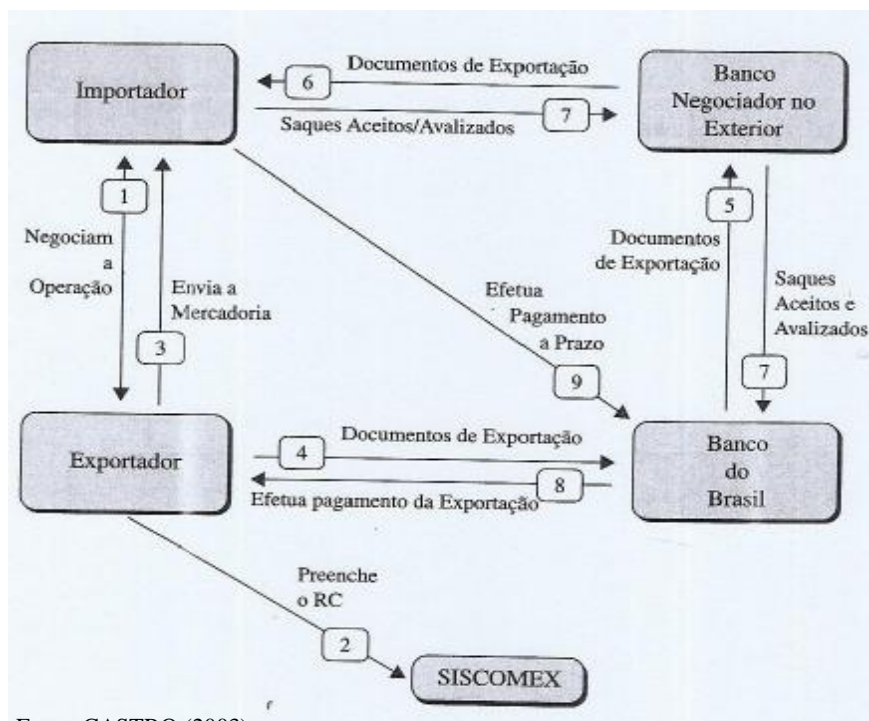 Importador
6
Documentos de Exportação
Saques Aceitos/Avalizados
7
Banco
Negociador no
Exterior
1
Negociam
a
Operação
Envia a
Mercadoria
3
5
Documentos
de Exportação
Saques
Aceitos e
Avalizados
7
Efetua
Pagamento
a Prazo
9
Exportador
4
Documentos de Exportação
Efetua pagamento da Exportação
8
Banco
do
Brasil
Preenche
o RC
2
SISCOMEX